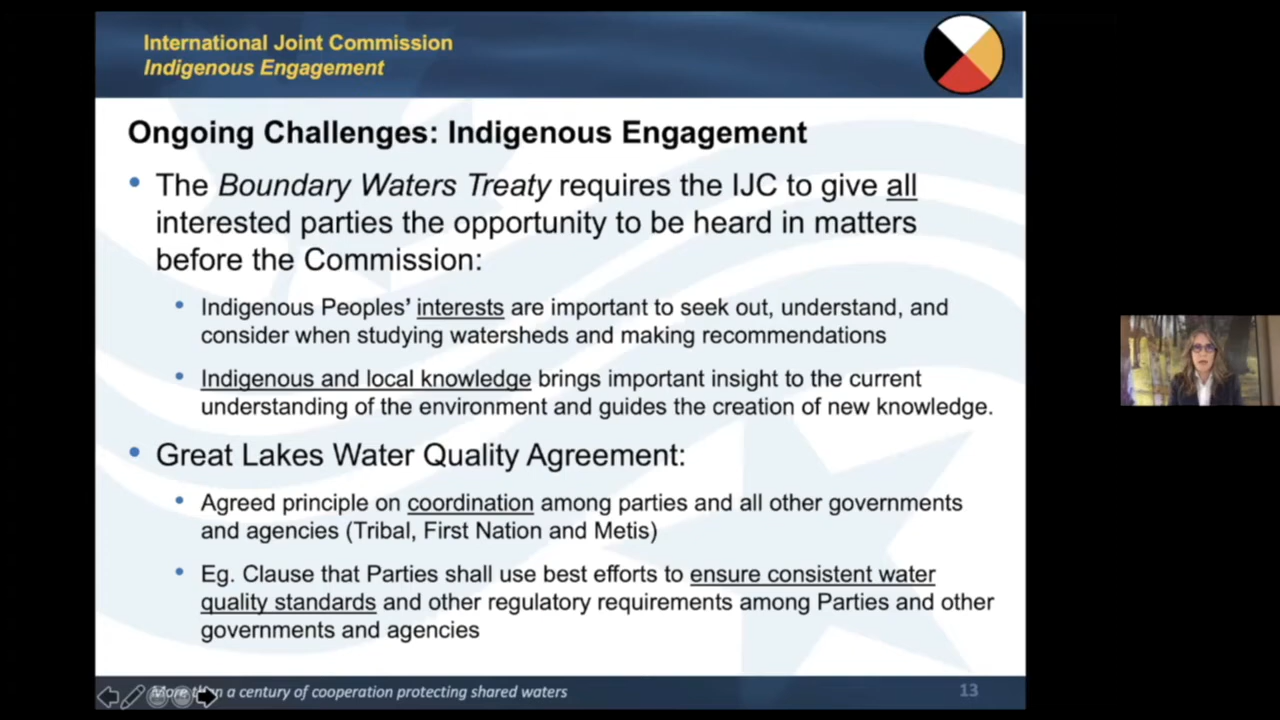 International Joint Commission
Indigenous Engagement
Ongoing Challenges: Indigenous Engagement
• The Boundary Waters Treaty requires the IJC to give all
interested parties the opportunity to be heard in matters
before the Commission:
• Indigenous Peoples’ interests are important to seek out, understand, and
consider when studying watersheds and making recommendations
• Indigenous and local knowledge brings important insight to the current
understanding of the environment and guides the creation of new knowledge.
• Great Lakes Water Quality Agreement:
• Agreed principle on coordination among parties and all other governments
and agencies (Tribal, First Nation and Metis)
• Eg. Clause that Parties shall use best efforts to ensure consistent water
quality standards and other regulatory requirements among Parties and other
governments and agencies
More than a century of cooperation protecting shared waters
13